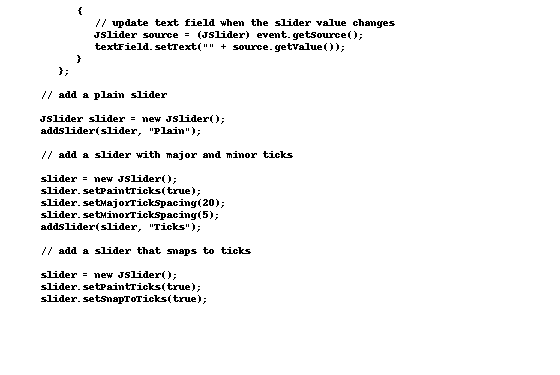 {
// update text field when the slider value changes
JSlider source = (JSlider) event.getSource();
textField.setText("" + source.getValue());
}
};
// add a plain slider
JSlider slider = new JSlider();
addSlider(slider, "Plain");
// add a slider with major and minor ticks
slider = new JSlider();
slider.setPaintTicks(true);
slider.setMajorTickSpacing(20);
slider.setMinorTickSpacing(5);
addSlider(slider, "Ticks");
// add a slider that snaps to ticks
slider = new JSlider();
slider.setPaintTicks(true);
slider.setSnapToTicks(true);